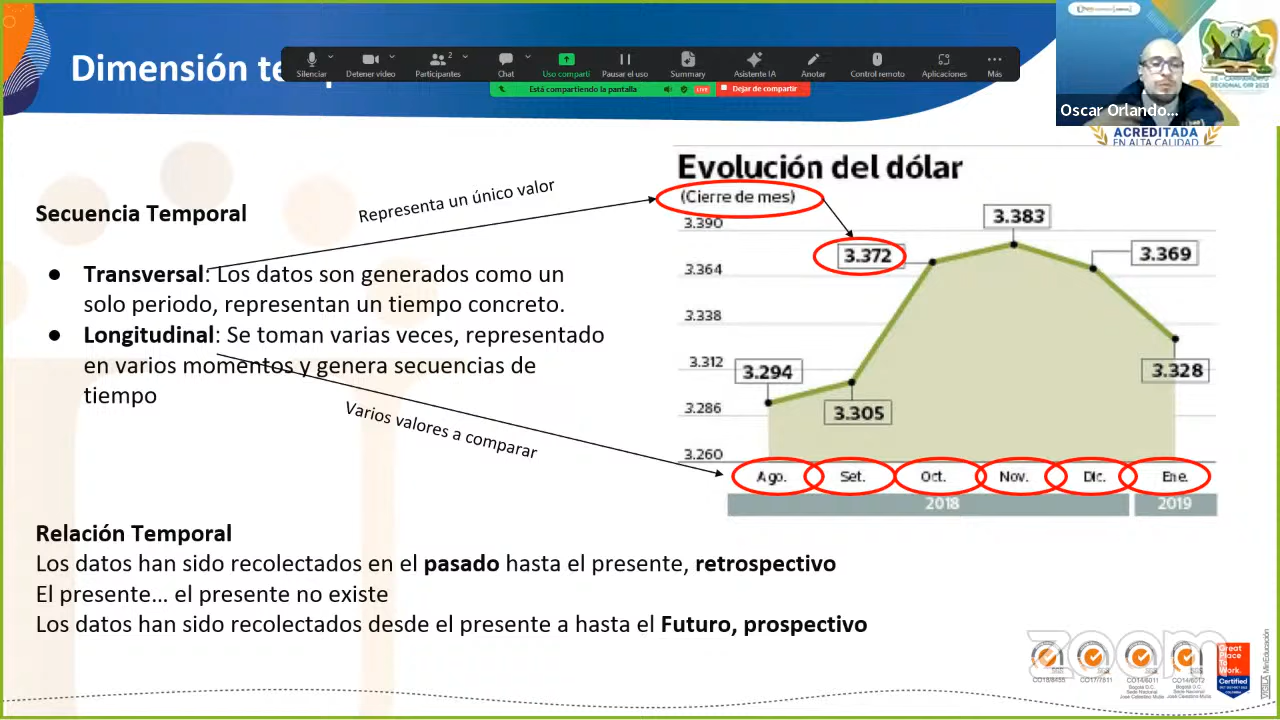 Dimensión te
Silenciar
Detener video
Participantes
2
Chat
Uso comparti
Pausar el uso
Summary
Asistente IA
Anotar
Control remoto
Aplicaciones
Más
Está compartiendo la pantalla
LIVE
Dejar de compartir
Oscar Orlando...
REGIONAL OIR 2025
ACREDITADA
EN ALTA CALIDAD
Secuencia Temporal
Representa un único valor
● Transversal: Los datos son generados como un
solo periodo, representan un tiempo concreto.
● Longitudinal: Se toman varias veces, representado
en varios momentos y genera secuencias de
tiempo
Varios valores a comparar
Evolución del dólar
(Cierre de mes)
3.390
3.364
3.338
3.312
3.286
3.260
3.294
3.305
3.372
3.383
3.369
3.328
Ago.
Set.
Oct.
Nov.
Dic.
Ene.
2018
2019
Relación Temporal
Los datos han sido recolectados en el pasado hasta el presente, retrospectivo
El presente... el presente no existe
Los datos han sido recolectados desde el presente a hasta el Futuro, prospectivo
zoom
Great
Place
To
Work.
Certified
VIGILA MinEducación